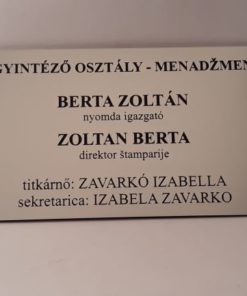 GYINTÉZŐ OSZTÁLY - MENADŽMEN
BERTA ZOLTÁN
nyomda igazgató
ZOLTAN BERTA
direktor štamparije
titkárnő: ZAVARKÓ IZABELLA
sekretarica: IZABELA ZAVARKO